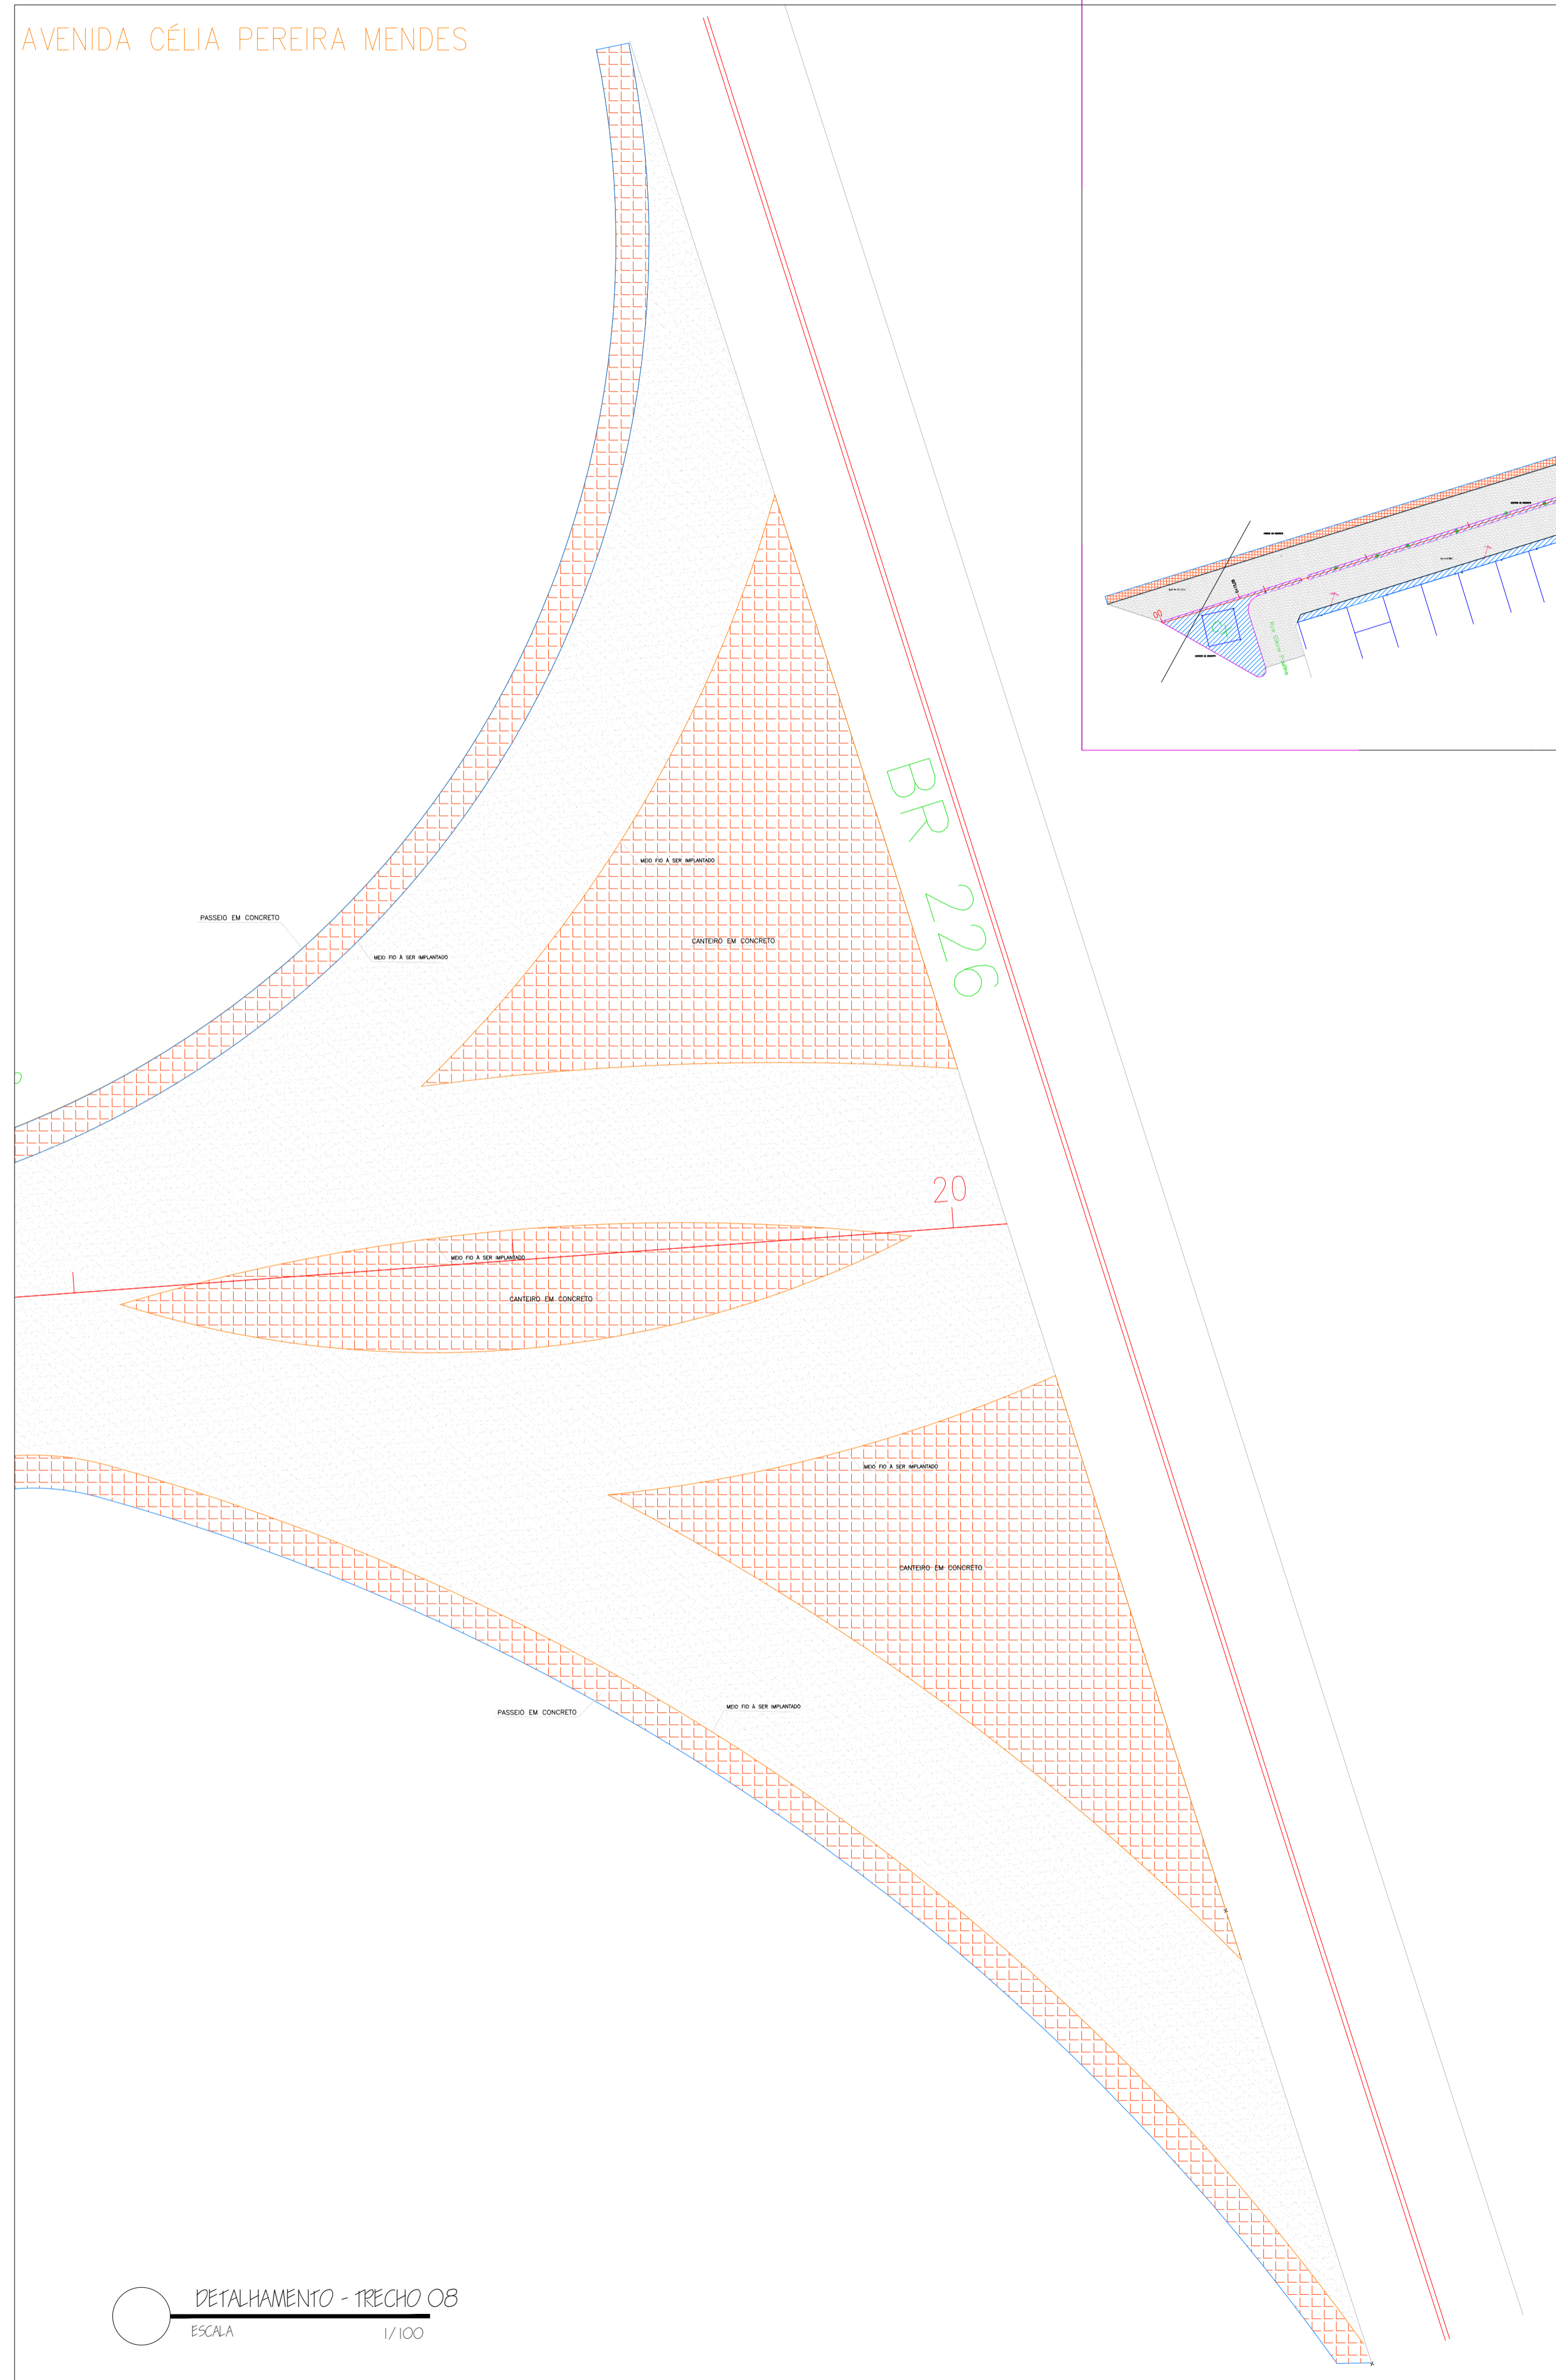 AVENIDA CÉLIA PEREIRA MENDES
BR 226
MEIO FIO À SER IMPLANTADO
PASSEIO EM CONCRETO
CANTEIRO EM CONCRETO
MEIO FIO À SER IMPLANTADO
20
MEIO FIO À SER IMPLANTADO
CANTEIRO EM CONCRETO
MEIO FIO À SER IMPLANTADO
CANTEIRO EM CONCRETO
MEIO FIO À SER IMPLANTADO
PASSEIO EM CONCRETO
DETALHAMENTO - TRECHO 08
ESCALA 1/100
00